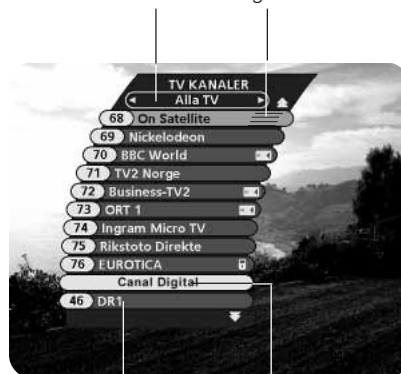 TV KANALER
Alla TV
68 On Satellite
69 Nickelodeon
70 BBC World
71 TV2 Norge
72 Business-TV2
73 ORT 1
74 Ingram Micro TV
75 Rikstoto Direkte
76 EUROTICA
Canal Digital
46 DR1